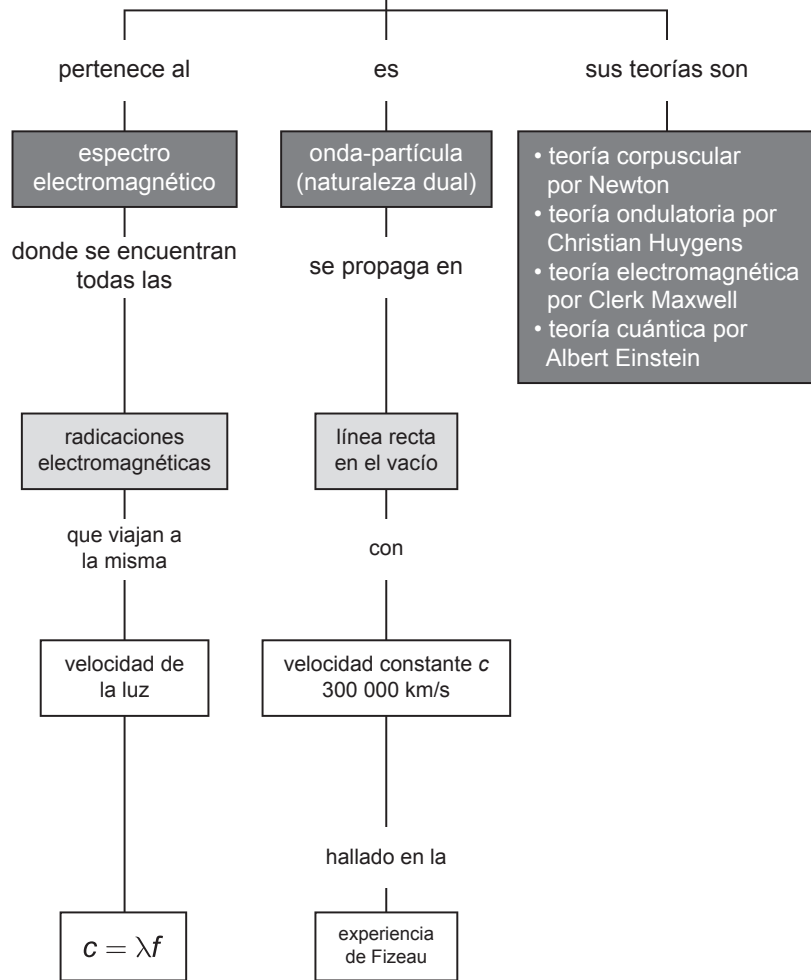 pertenece al
espectro
electromagnético
donde se encuentran
todas las
radicaciones
electromagnéticas
que viajan a
la misma
velocidad de
la luz
c = λf
es
onda-partícula
(naturaleza dual)
se propaga en
línea recta
en el vacío
con
velocidad constante c
300 000 km/s
hallado en la
experiencia
de Fizeau
sus teorías son
• teoría corpuscular
por Newton
• teoría ondulatoria por
Christian Huygens
• teoría electromagnética
por Clerk Maxwell
• teoría cuántica por
Albert Einstein